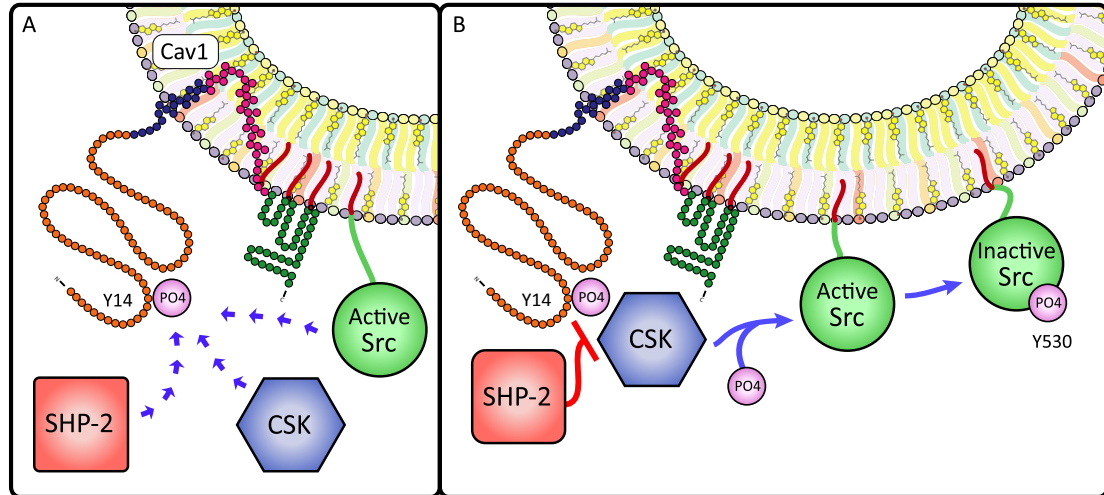 A
Cav1
N
Y14
PO4
C
Active
Src
SHP-2
CSK
B
N
Y14
PO4
C
SHP-2
CSK
PO4
Active
Src
Inactive
Src
PO4
Y530